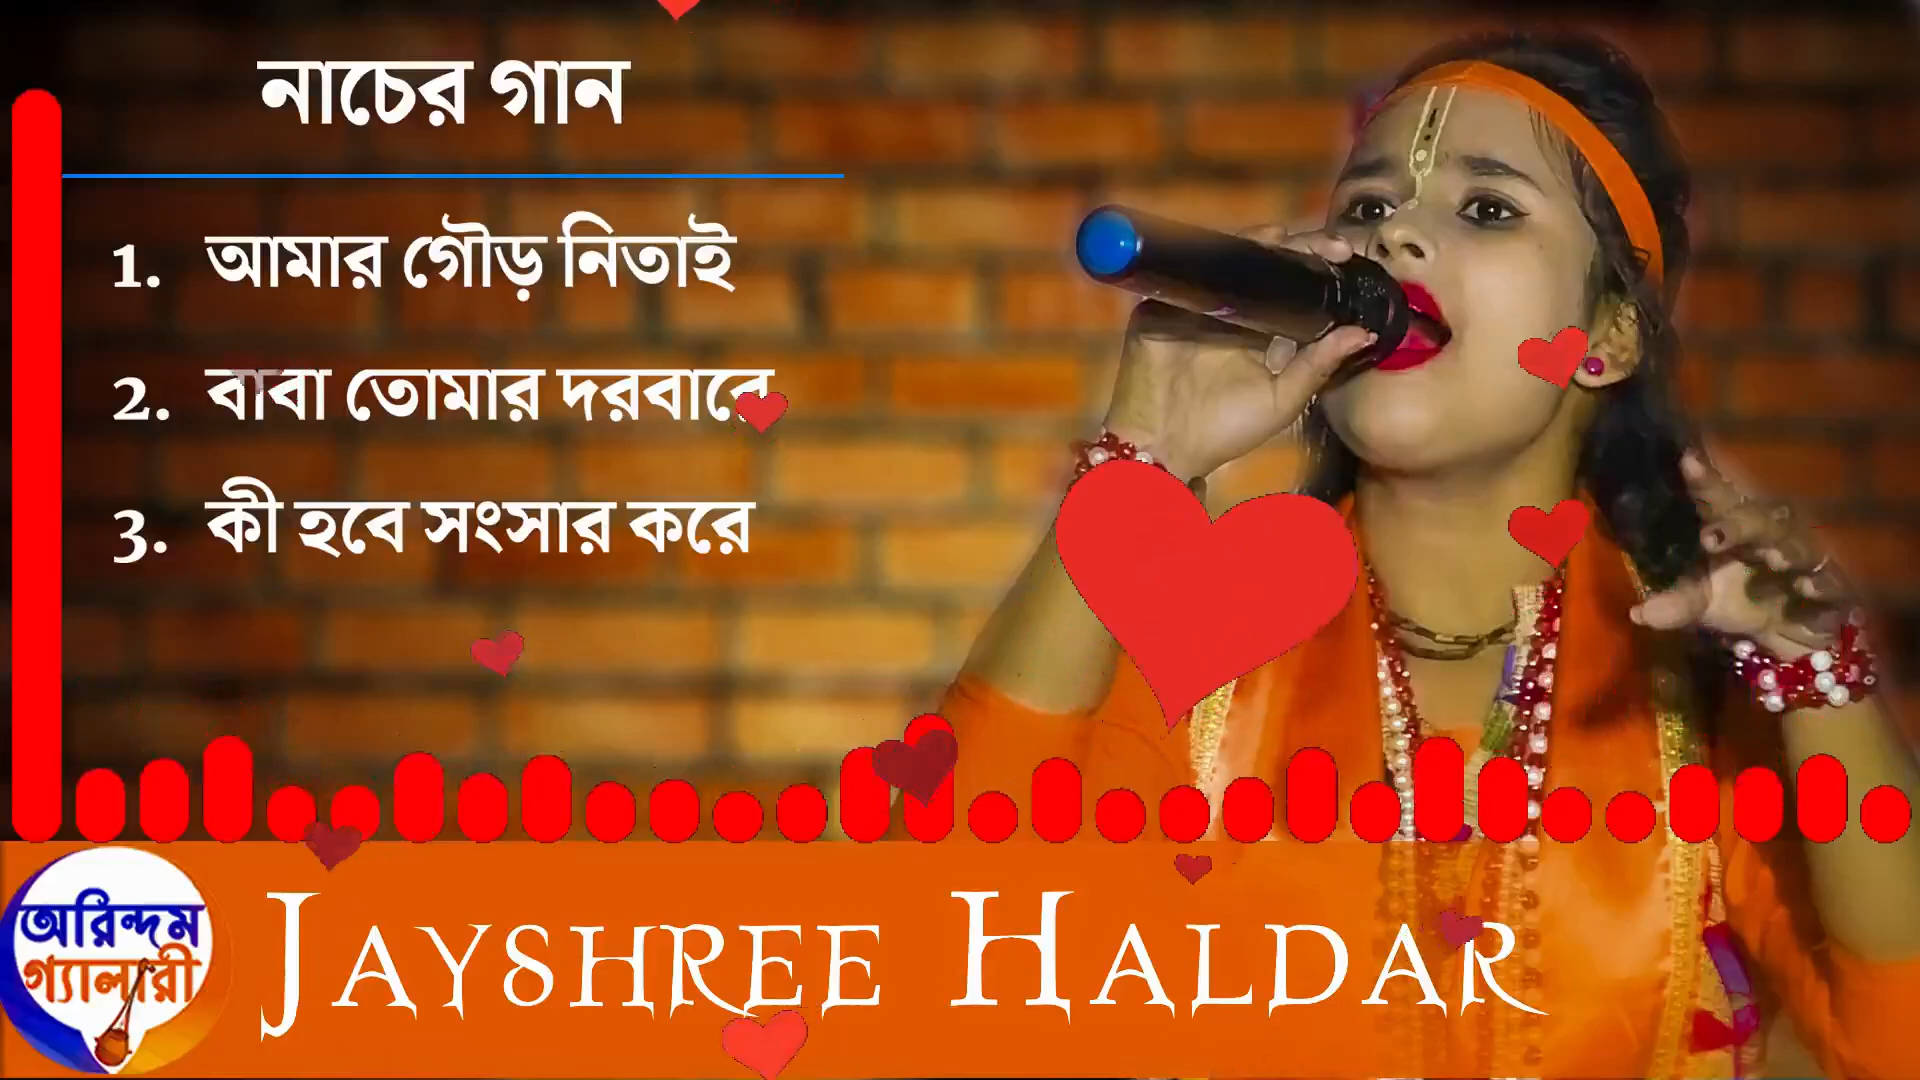 নাচের গান
1. আমার গৌড় নিতাই
2. বাবা তোমার দরবারে
3. কী হবে সংসার করে
অরিন্দম
গ্যালারী
JAYSHREE HALDAR